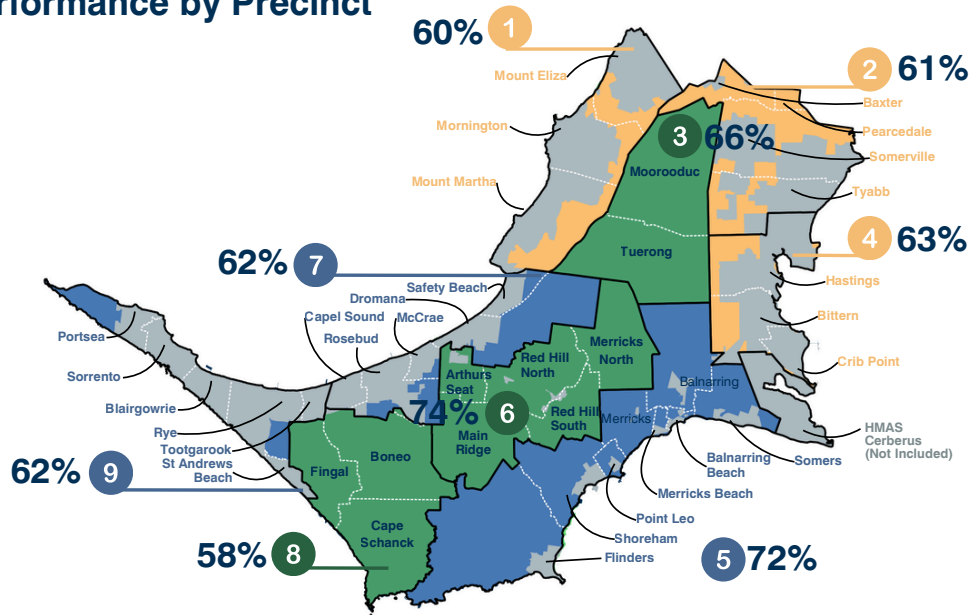 rformance by Precinct
60% 1
2 61%
Mount Eliza
Baxter
Mornington
Pearcedale
3 66%
Somerville
Moorooduc
Mount Martha
Tyabb
4 63%
Tuerong
62% 7
Hastings
Safety Beach
Dromana
Capel Sound
McCrae
Bittern
Portsea
Rosebud
Merricks
North
Red Hill
North
Crib Point
Sorrento
Arthurs
Seat
Balnarring
Blairgowrie
74% 6
Red Hill
South
Merricks
Rye
Main
Ridge
HMAS
Cerberus
(Not Included)
Tootgarook
St Andrews
Beach
Boneo
Fingal
Balnarring
Beach
Somers
62% 9
Merricks Beach
Point Leo
Cape
Schanck
Shoreham
58% 8
Flinders
5 72%